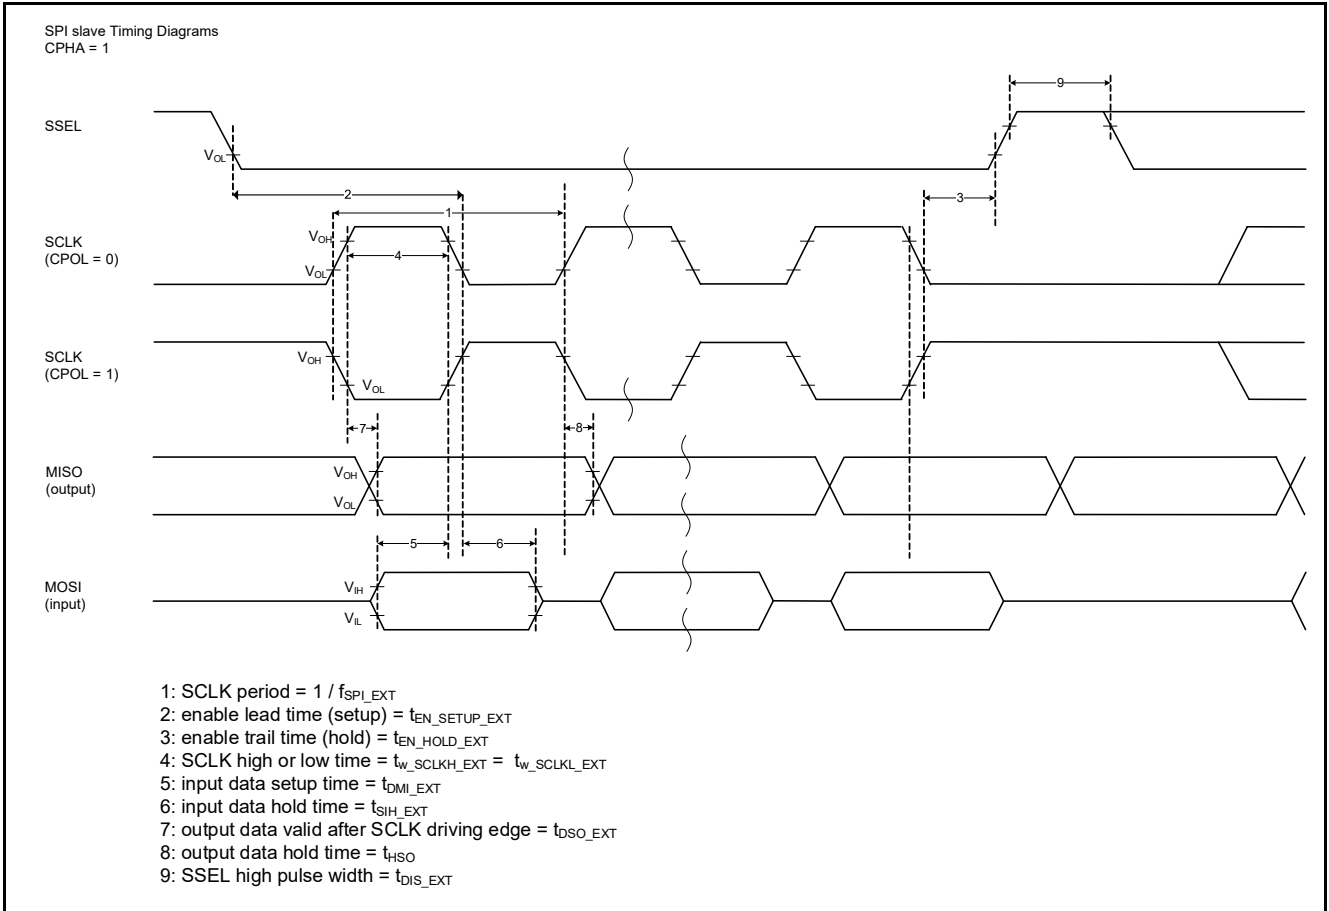 SPI slave Timing Diagrams
CPHA = 1
9
SSEL
VOL
2
3
1
SCLK
(CPOL = 0)
VOH
4
VOL
SCLK
(CPOL = 1)
VOH
VOL
7
8
MISO
(output)
VOH
VOL
5
6
MOSI
(input)
VIH
VIL
1: SCLK period = 1 / fSPI_EXT
2: enable lead time (setup) = tEN_SETUP_EXT
3: enable trail time (hold) = tEN_HOLD_EXT
4: SCLK high or low time = tw_SCLKH_EXT = tw_SCLKL_EXT
5: input data setup time = tDMI_EXT
6: input data hold time = tSIH_EXT
7: output data valid after SCLK driving edge = tDSO_EXT
8: output data hold time = tHSO
9: SSEL high pulse width = tDIS_EXT